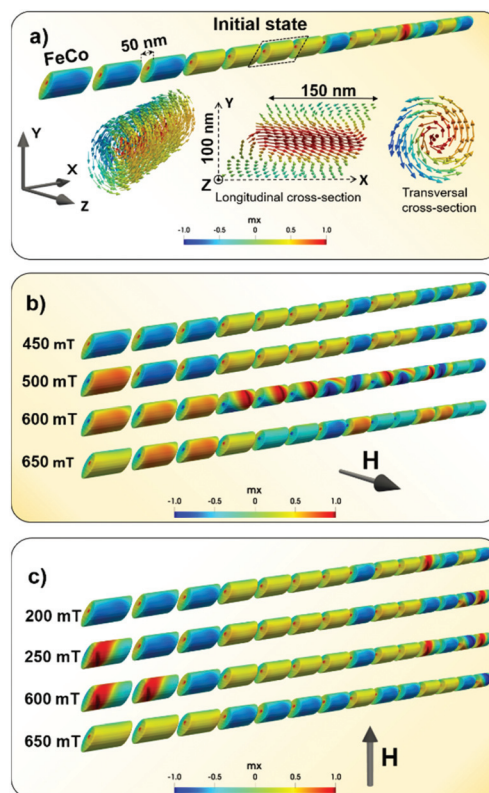 a)
Initial state
50 nm
FeCo
150 nm
Y
100 nm
Y
X
Z
Z
X
Longitudinal cross-section
Transversal
cross-section
mx
-1.0 -0.5 0.0 0.5 1.0
b)
450 mT
500 mT
600 mT
650 mT
H
mx
-1.0 -0.5 0.0 0.5 1.0
c)
200 mT
250 mT
600 mT
650 mT
H
mx
-1.0 -0.5 0.0 0.5 1.0